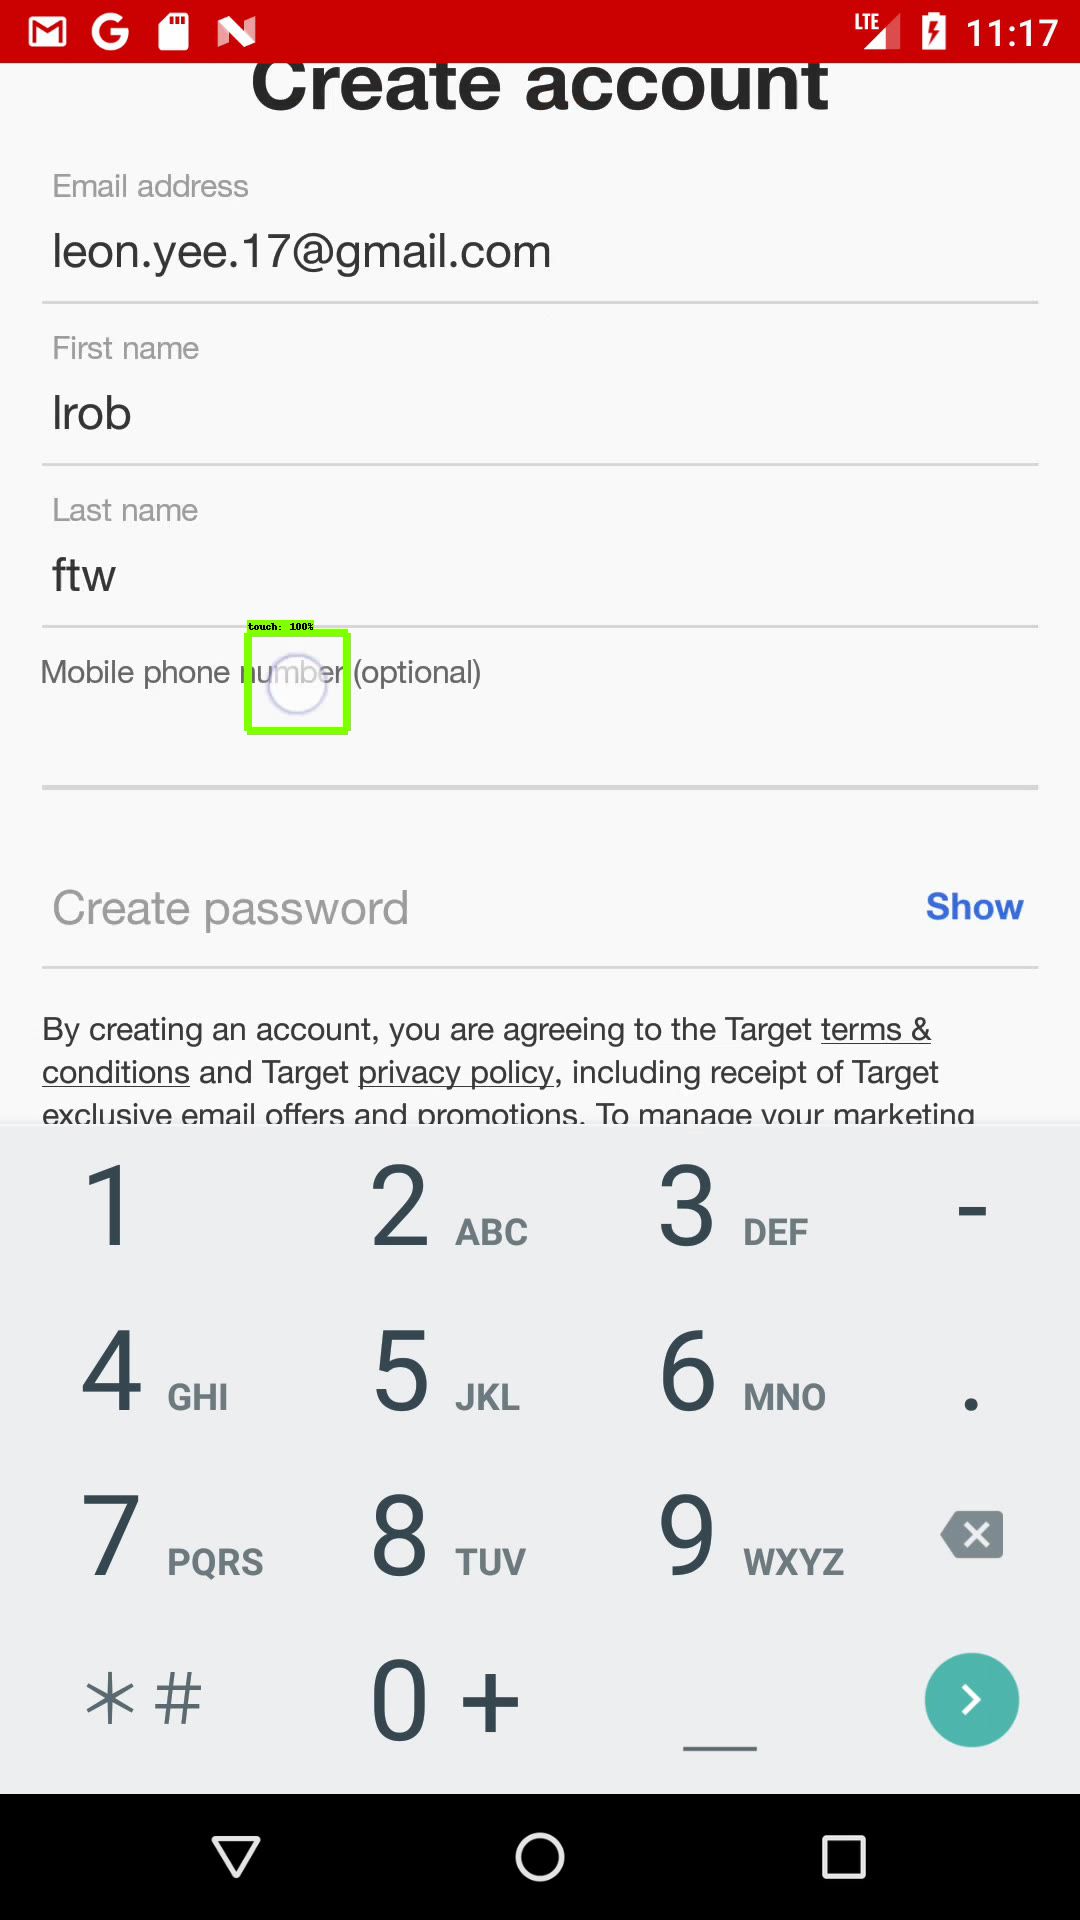 LTE 11:17
Create account
Email address
leon.yee.17@gmail.com
First name
lrob
Last name
ftw
touch: 100%
Mobile phone number (optional)
Create password Show
By creating an account, you are agreeing to the Target terms &
conditions and Target privacy policy, including receipt of Target
exclusive email offers and promotions. To manage your marketing
1 2 ABC 3 DEF -
4 GHI 5 JKL 6 MNO .
7 PQRS 8 TUV 9 WXYZ
*# 0 +